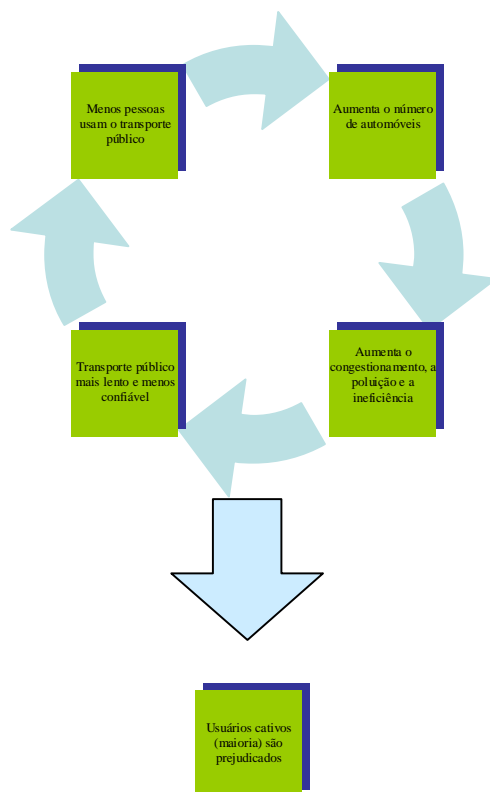 Menos pessoas
usam o transporte
público
Aumenta o número
de automóveis
Aumenta o
congestionamento, a
poluição e a
ineficiência
Transporte público
mais lento e menos
confiável
Usuários cativos
(maioria) são
prejudicados